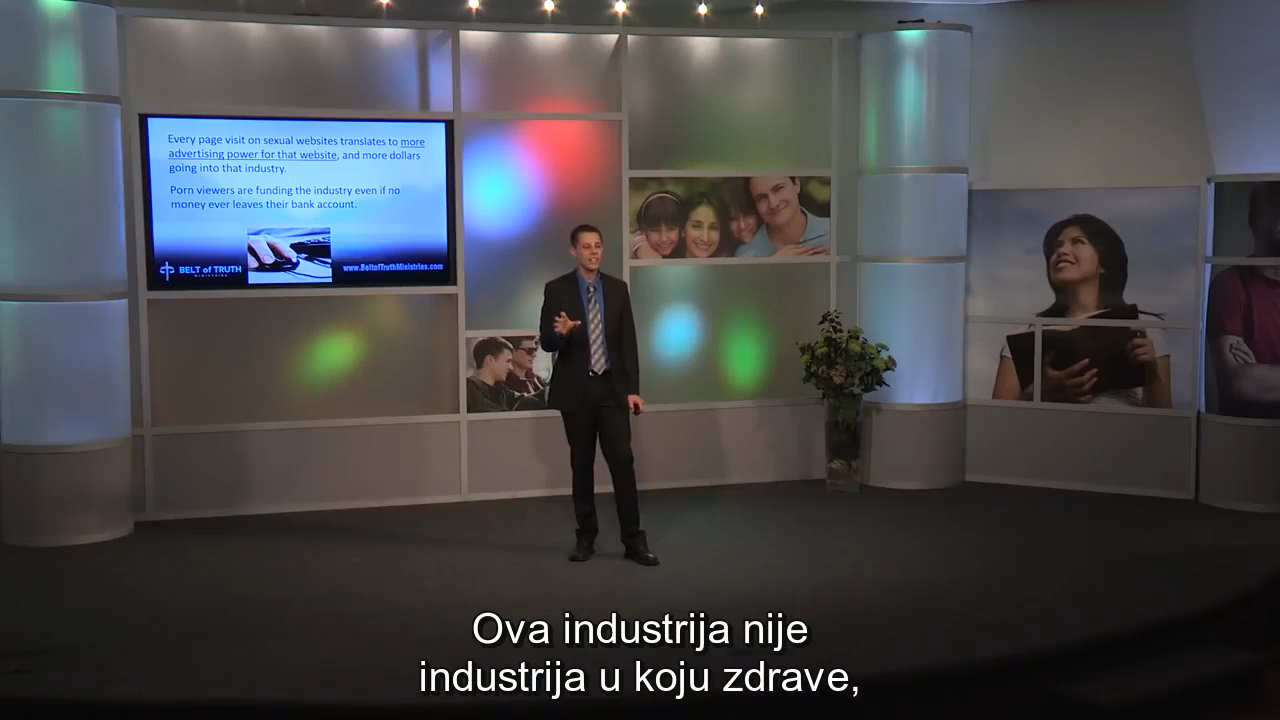 Every page visit on sexual websites translates to more
advertising power for that website, and more dollars
going into that industry.
Porn viewers are funding the industry even if no
money ever leaves their bank account.
BELT of TRUTH
MINISTRIES
www.BeltofTruthMinistries.com
Ova industrija nije
industrija u koju zdrave,